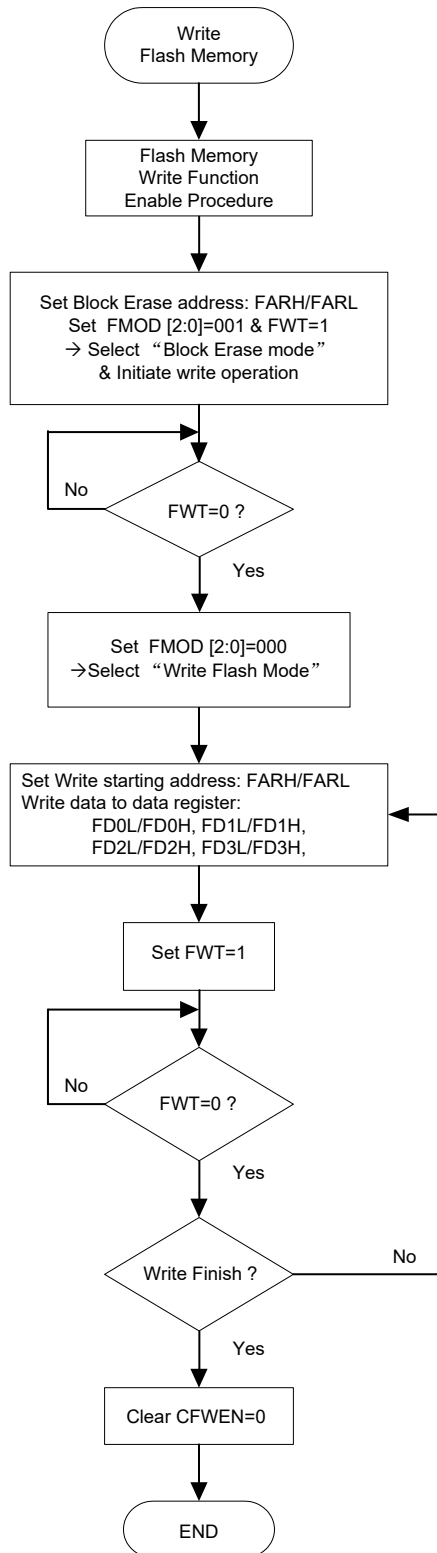 Write
Flash Memory
Flash Memory
Write Function
Enable Procedure
Set Block Erase address: FARH/FARL
Set FMOD [2:0]=001 & FWT=1
→ Select “Block Erase mode”
& Initiate write operation
No
FWT=0 ?
Yes
Set FMOD [2:0]=000
→Select “Write Flash Mode”
Set Write starting address: FARH/FARL
Write data to data register:
FD0L/FD0H, FD1L/FD1H,
FD2L/FD2H, FD3L/FD3H,
Set FWT=1
No
FWT=0 ?
Yes
Write Finish ?
No
Yes
Clear CFWEN=0
END